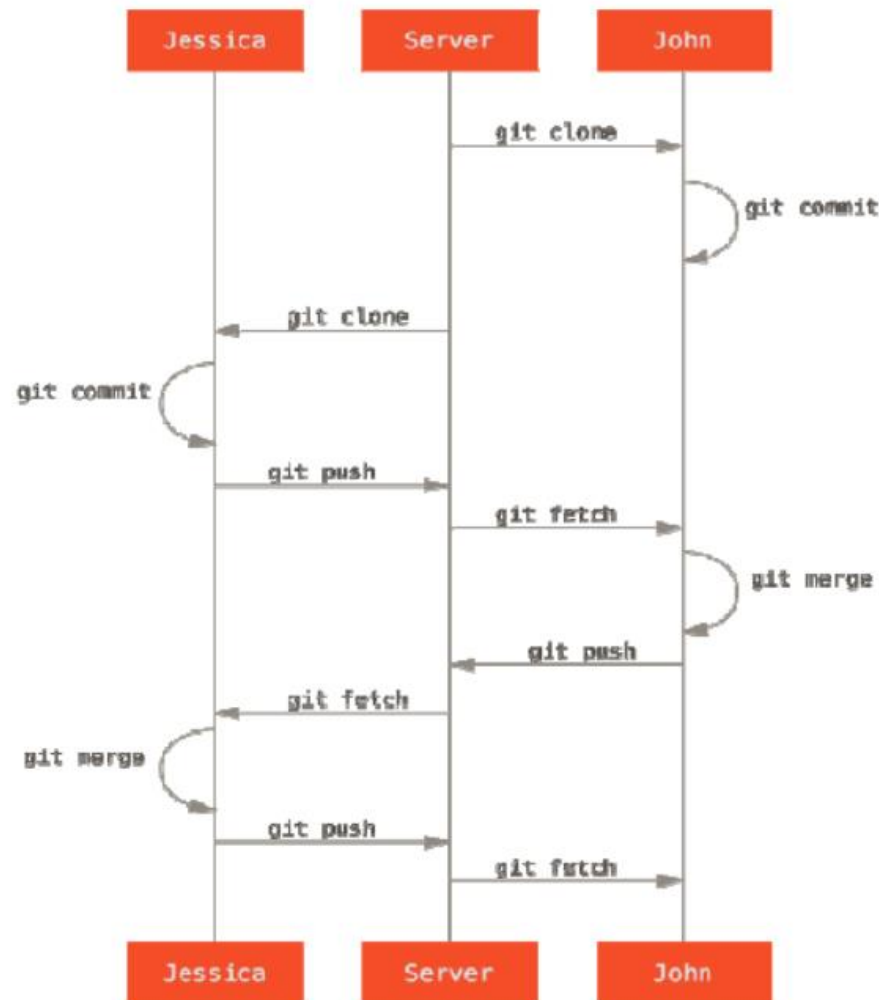 Jessica Server John
git clone
git commit
git clone
git commit
git push
git fetch
git merge
git push
git fetch
git merge
git push
git fetch
Jessica Server John